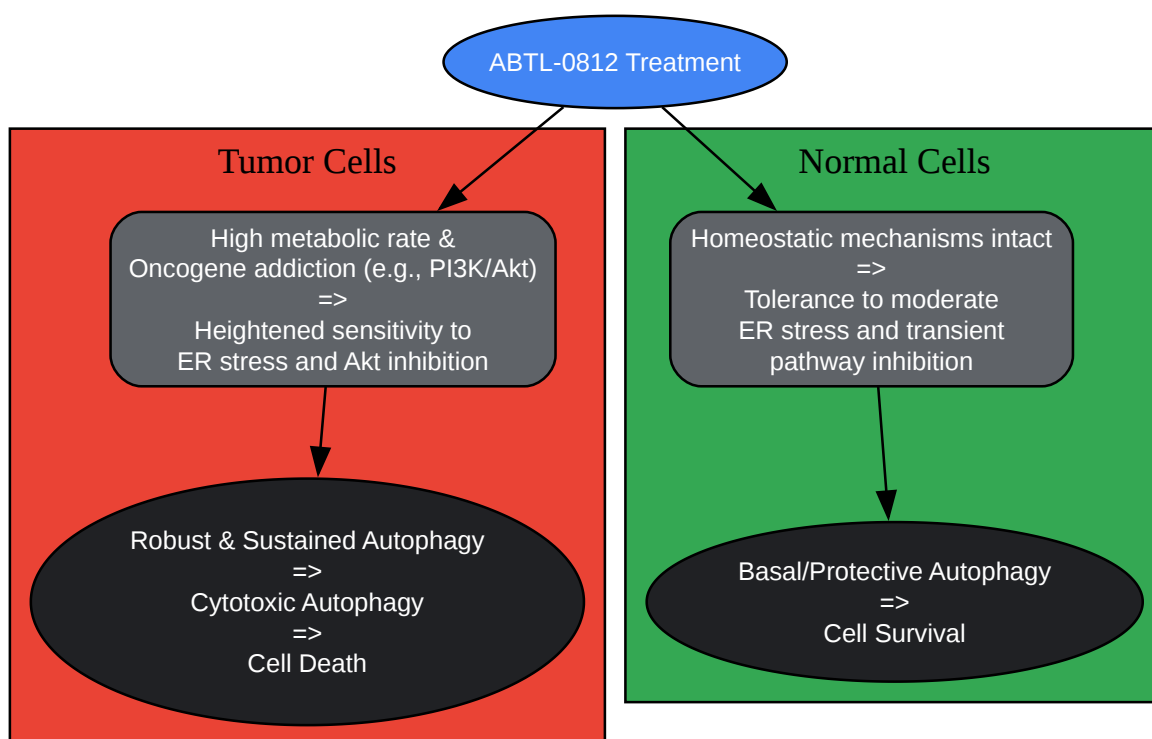 ABTL-0812 Treatment
Tumor Cells
High metabolic rate &
Oncogene addiction (e.g., PI3K/Akt)
=>
Heightened sensitivity to
ER stress and Akt inhibition
Robust & Sustained Autophagy
=>
Cytotoxic Autophagy
=>
Cell Death
Normal Cells
Homeostatic mechanisms intact
=>
Tolerance to moderate
ER stress and transient
pathway inhibition
Basal/Protective Autophagy
=>
Cell Survival